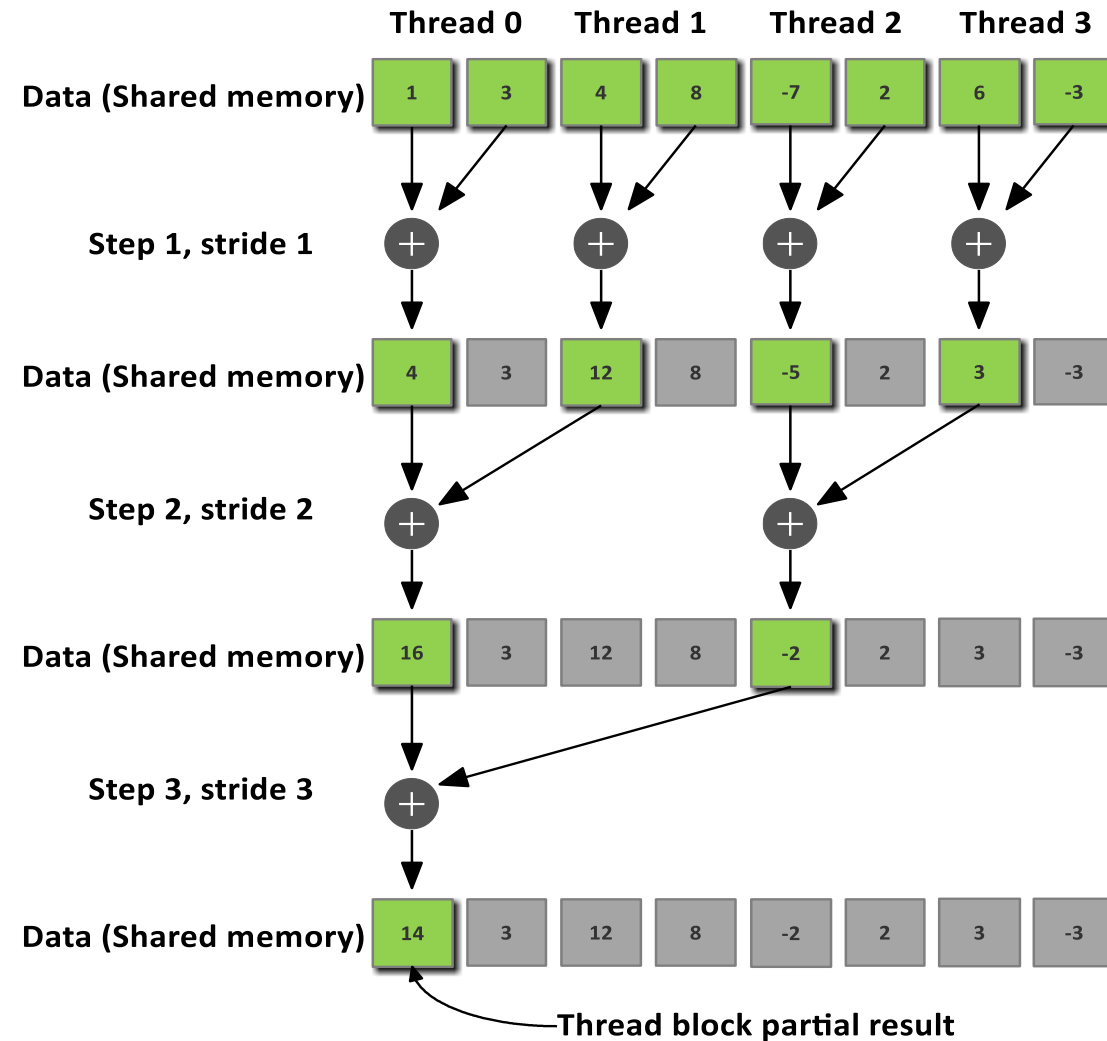 Thread 0 Thread 1 Thread 2 Thread 3
Data (Shared memory) 1 3 4 8 -7 2 6 -3
Step 1, stride 1
Data (Shared memory) 4 3 12 8 -5 2 3 -3
Step 2, stride 2
Data (Shared memory) 16 3 12 8 -2 2 3 -3
Step 3, stride 3
Data (Shared memory) 14 3 12 8 -2 2 3 -3
Thread block partial result